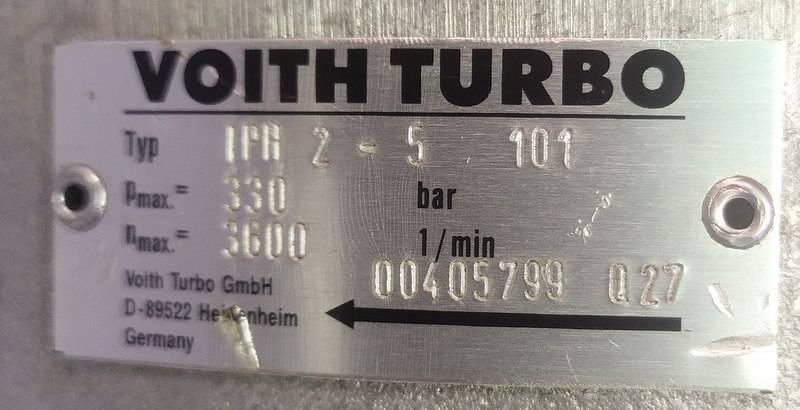 VOITH TURBO
Typ IPH 2 - 5 101
pmax.= 330 bar
nmax.= 3600 1/min
00405799 027
Voith Turbo GmbH
D-89522 Heidenheim
Germany